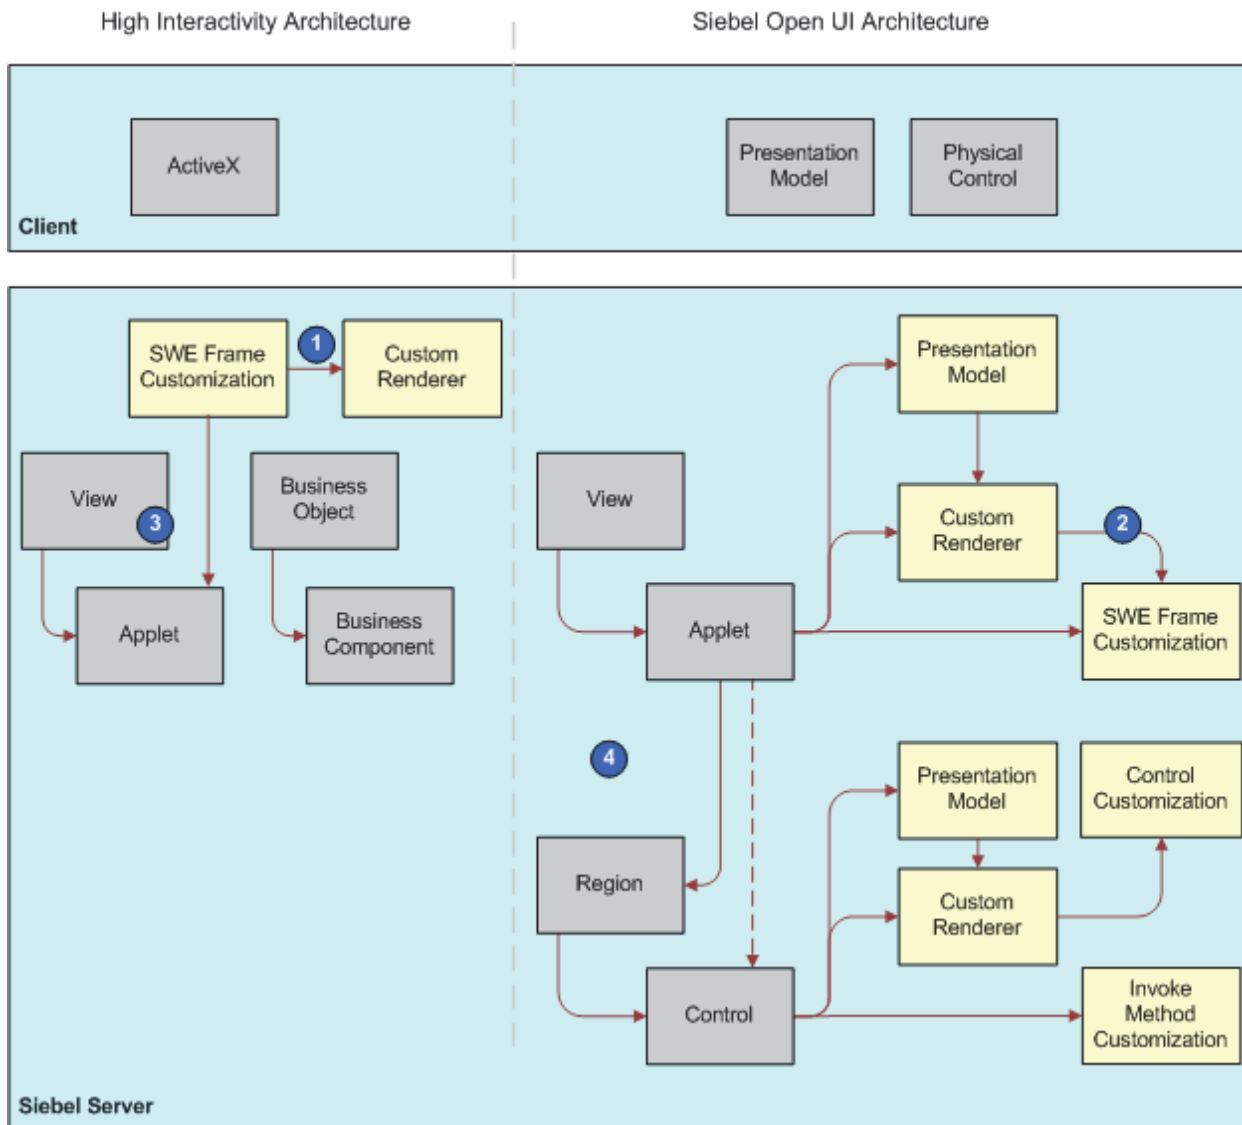 High Interactivity Architecture
Siebel Open UI Architecture
ActiveX
Presentation
Model
Physical
Control
Client
SWE Frame
Customization
1
Custom
Renderer
View
3
Business
Object
Applet
Business
Component
Presentation
Model
View
Custom
Renderer
2
Applet
SWE Frame
Customization
4
Presentation
Model
Control
Customization
Region
Custom
Renderer
Control
Invoke
Method
Customization
Siebel Server